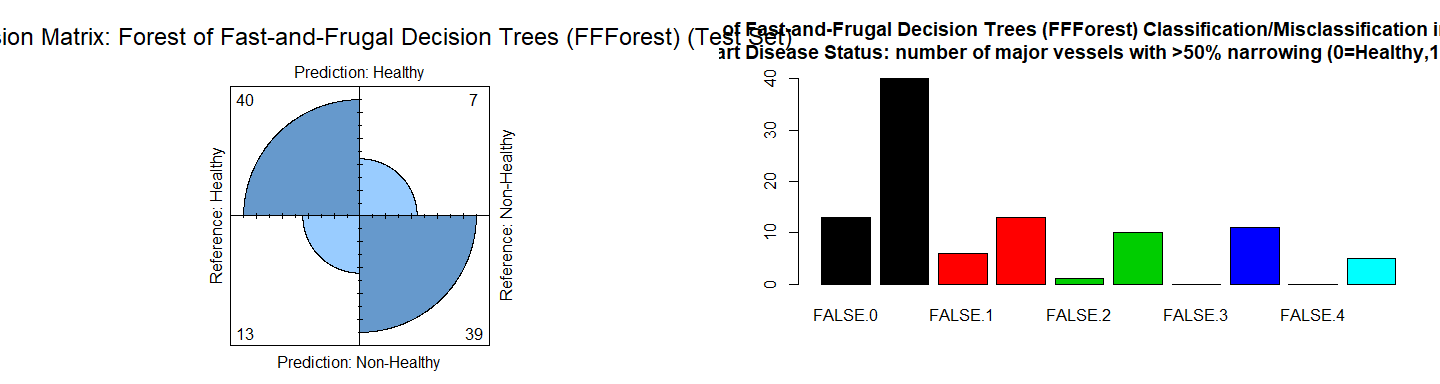 sion Matrix: Forest of Fast-and-Frugal Decision Trees (FFForest) (Test Set)
Prediction: Healthy
40
7
Reference: Healthy
Reference: Non-Healthy
13
39
Prediction: Non-Healthy
of Fast-and-Frugal Decision Trees (FFForest) Classification/Misclassification i
art Disease Status: number of major vessels with >50% narrowing (0=Healthy,1
40
30
20
10
0
FALSE.0
FALSE.1
FALSE.2
FALSE.3
FALSE.4